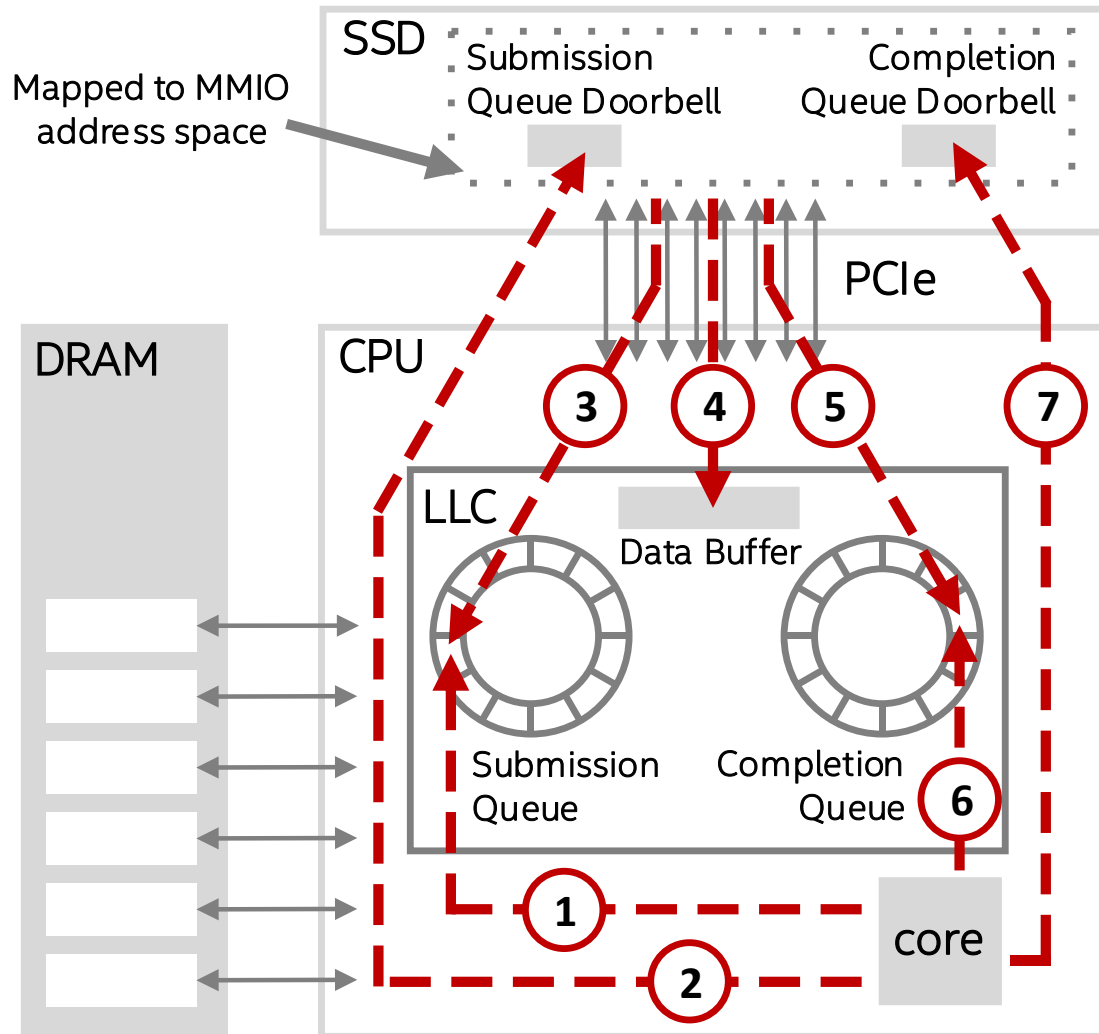 SSD
Submission
Queue Doorbell
Completion
Queue Doorbell
Mapped to MMIO
address space
PCIe
DRAM
CPU
3
4
5
7
LLC
Data Buffer
Submission
Queue
Completion
Queue
6
1
core
2